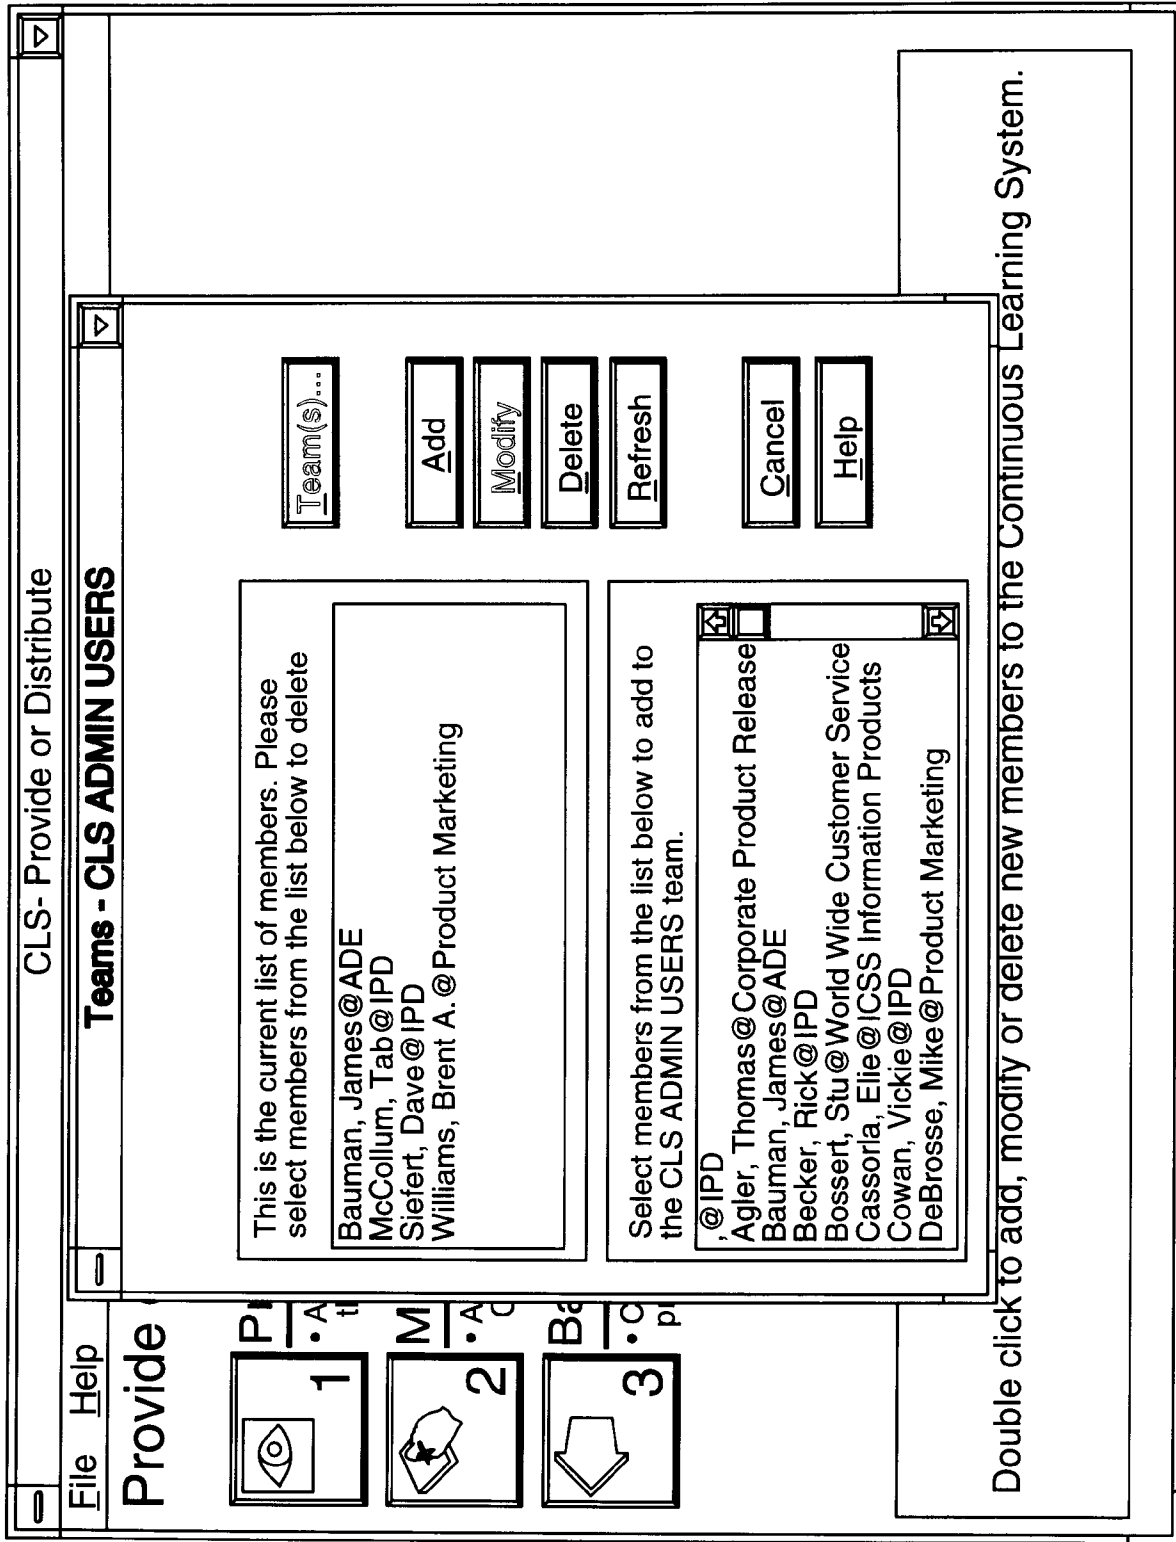 CLS- Provide or Distribute
File Help
Provide
Teams - CLS ADMIN USERS
1
Pr
• A
ti
2
M
• A
C
3
Ba
• C
pr
This is the current list of members. Please
select members from the list below to delete
Bauman, James@ADE
McCollum, Tab@IPD
Siefert, Dave@IPD
Williams, Brent A.@Product Marketing
Select members from the list below to add to
the CLS ADMIN USERS team.
,@IPD
Agler, Thomas@Corporate Product Release
Bauman, James@ADE
Becker, Rick@IPD
Bossert, Stu@World Wide Customer Service
Cassorla, Elie@ICSS Information Products
Cowan, Vickie@IPD
DeBrosse, Mike@Product Marketing
Team(s)...
Add
Modify
Delete
Refresh
Cancel
Help
Double click to add, modify or delete new members to the Continuous Learning System.